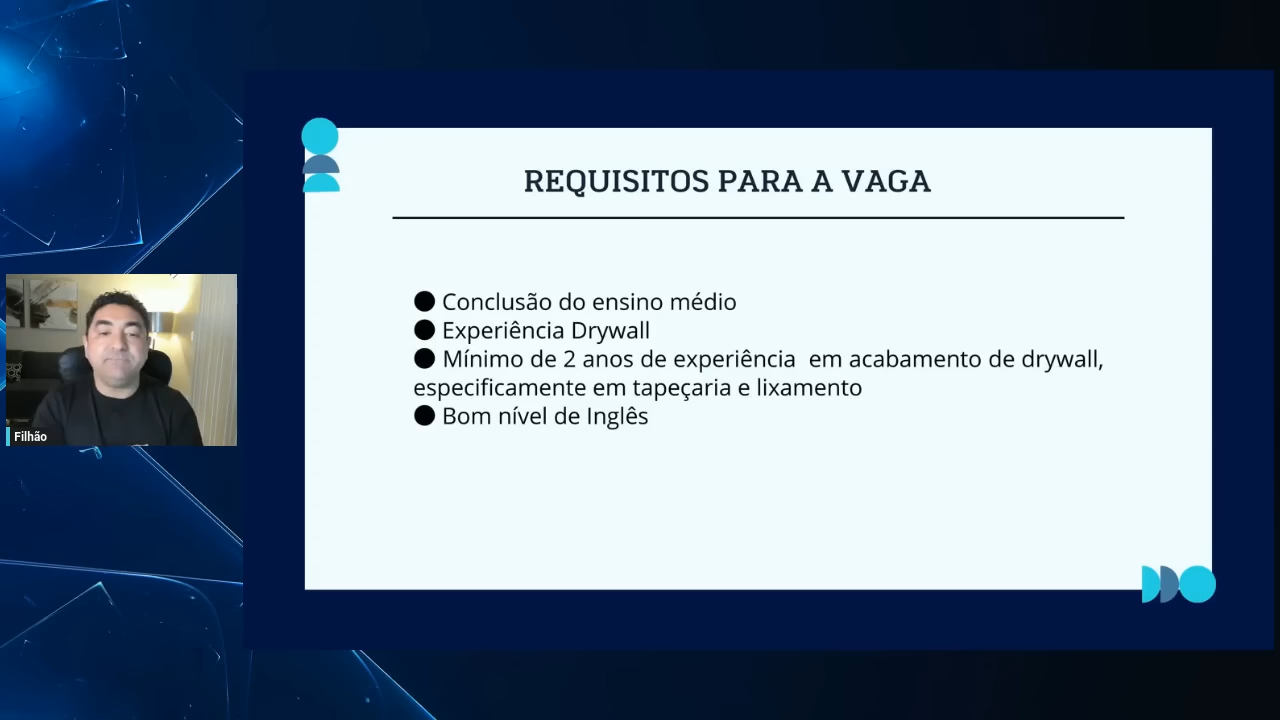 REQUISITOS PARA A VAGA
● Conclusão do ensino médio
● Experiência Drywall
● Mínimo de 2 anos de experiência  em acabamento de drywall,
especificamente em tapeçaria e lixamento
● Bom nível de Inglês
Filhão